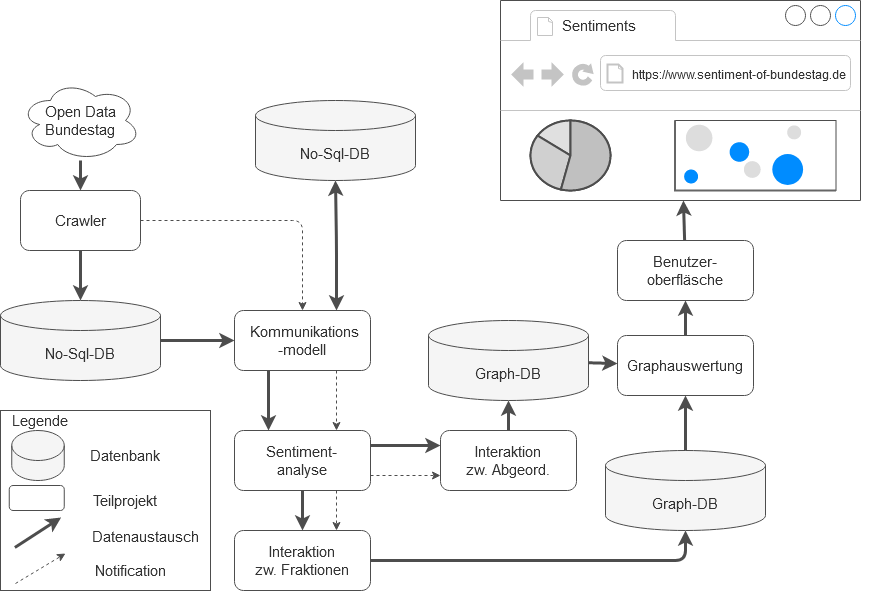 Sentiments
https://www.sentiment-of-bundestag.de
Open Data
Bundestag
No-Sql-DB
Crawler
Benutzer-
oberfläsche
No-Sql-DB
Kommunikations
-modell
Graph-DB
Graphauswertung
Legende
Datenbank
Teilprojekt
Datenaustausch
Notification
Sentiment-
analyse
Interaktion
zw. Abgeord.
Graph-DB
Interaktion
zw. Fraktionen